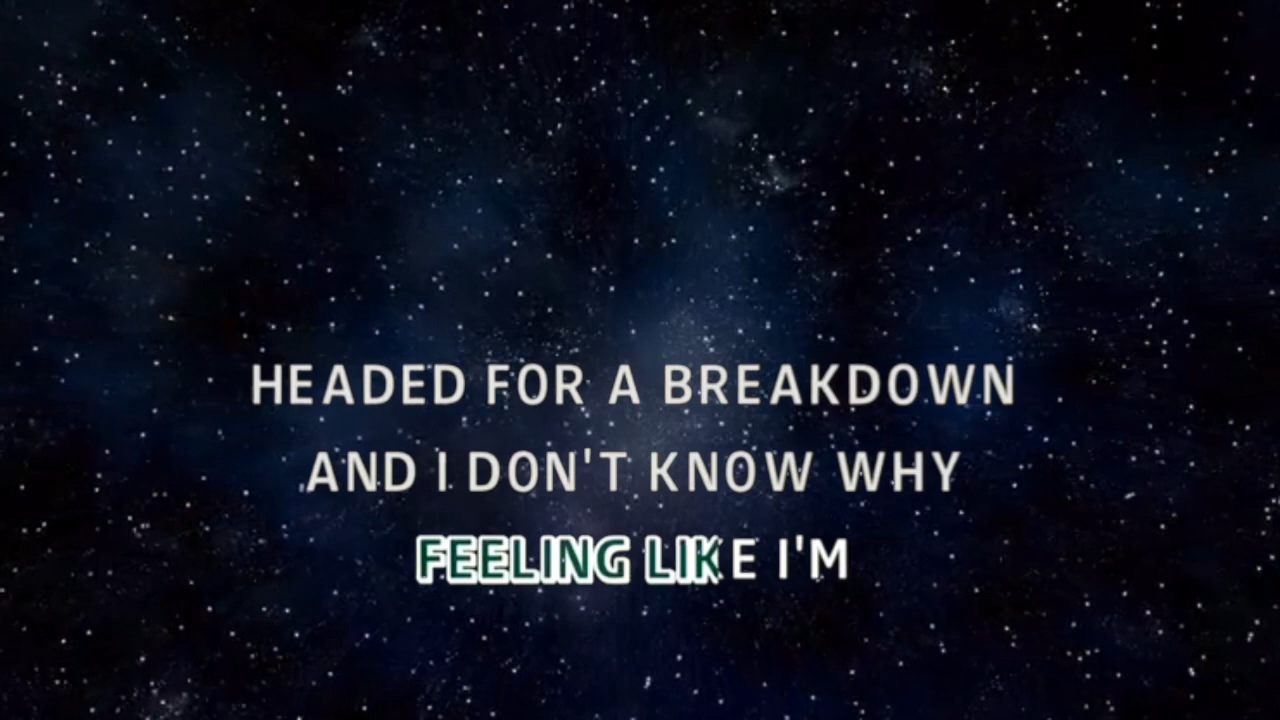 HEADED FOR A BREAKDOWN
AND I DON'T KNOW WHY
FEELING LIKE I'M